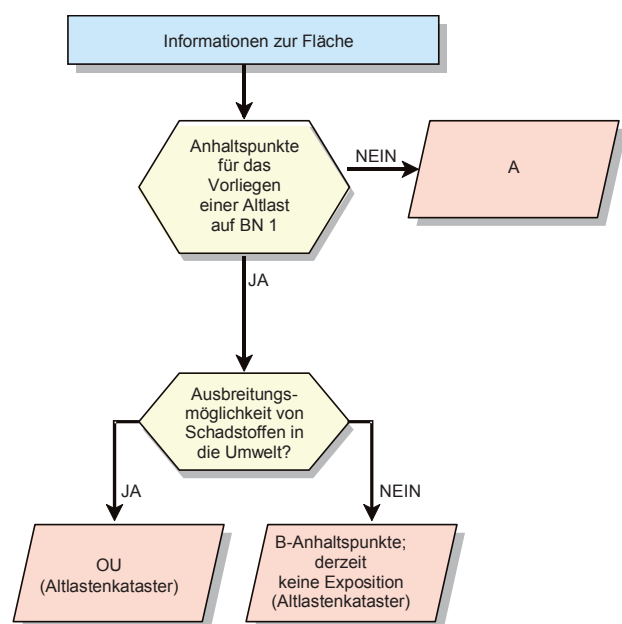 Informationen zur Fläche
Anhaltspunkte
für das
Vorliegen
einer Altlast
auf BN 1
NEIN
A
JA
Ausbreitungs-
möglichkeit von
Schadstoffen in
die Umwelt?
JA
NEIN
OU
(Altlastenkataster)
B-Anhaltspunkte;
derzeit
keine Exposition
(Altlastenkataster)